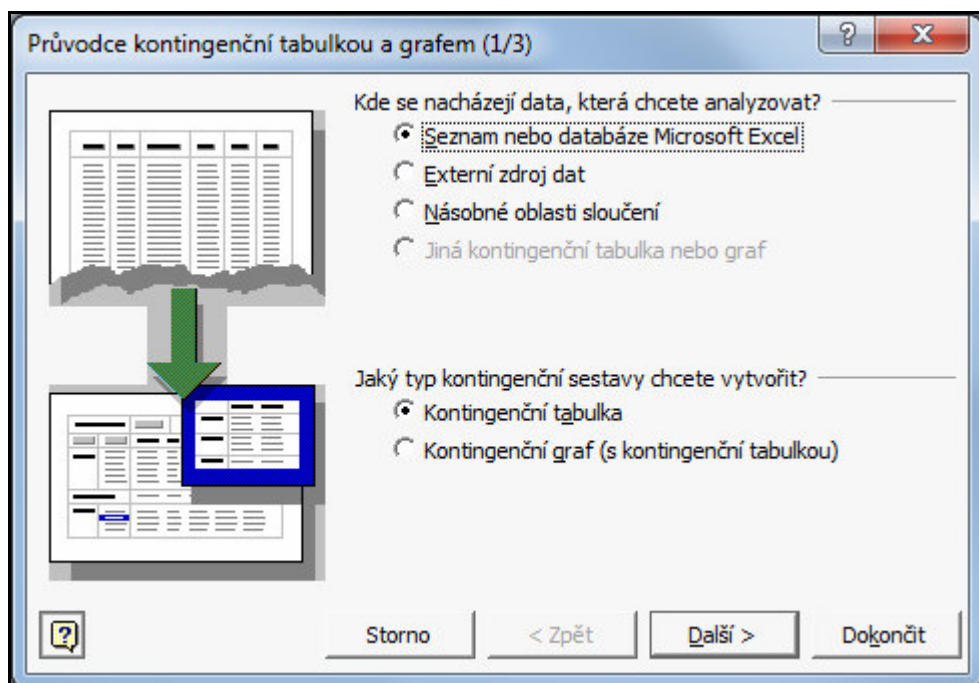 Průvodce kontingenční tabulkou a grafem (1/3)
Kde se nacházejí data, která chcete analyzovat?
Seznam nebo databáze Microsoft Excel
Externí zdroj dat
Násobné oblasti sloučení
Jiná kontingenční tabulka nebo graf
Jaký typ kontingenční sestavy chcete vytvořit?
Kontingenční tabulka
Kontingenční graf (s kontingenční tabulkou)
Storno
< Zpět
Další >
Dokončit